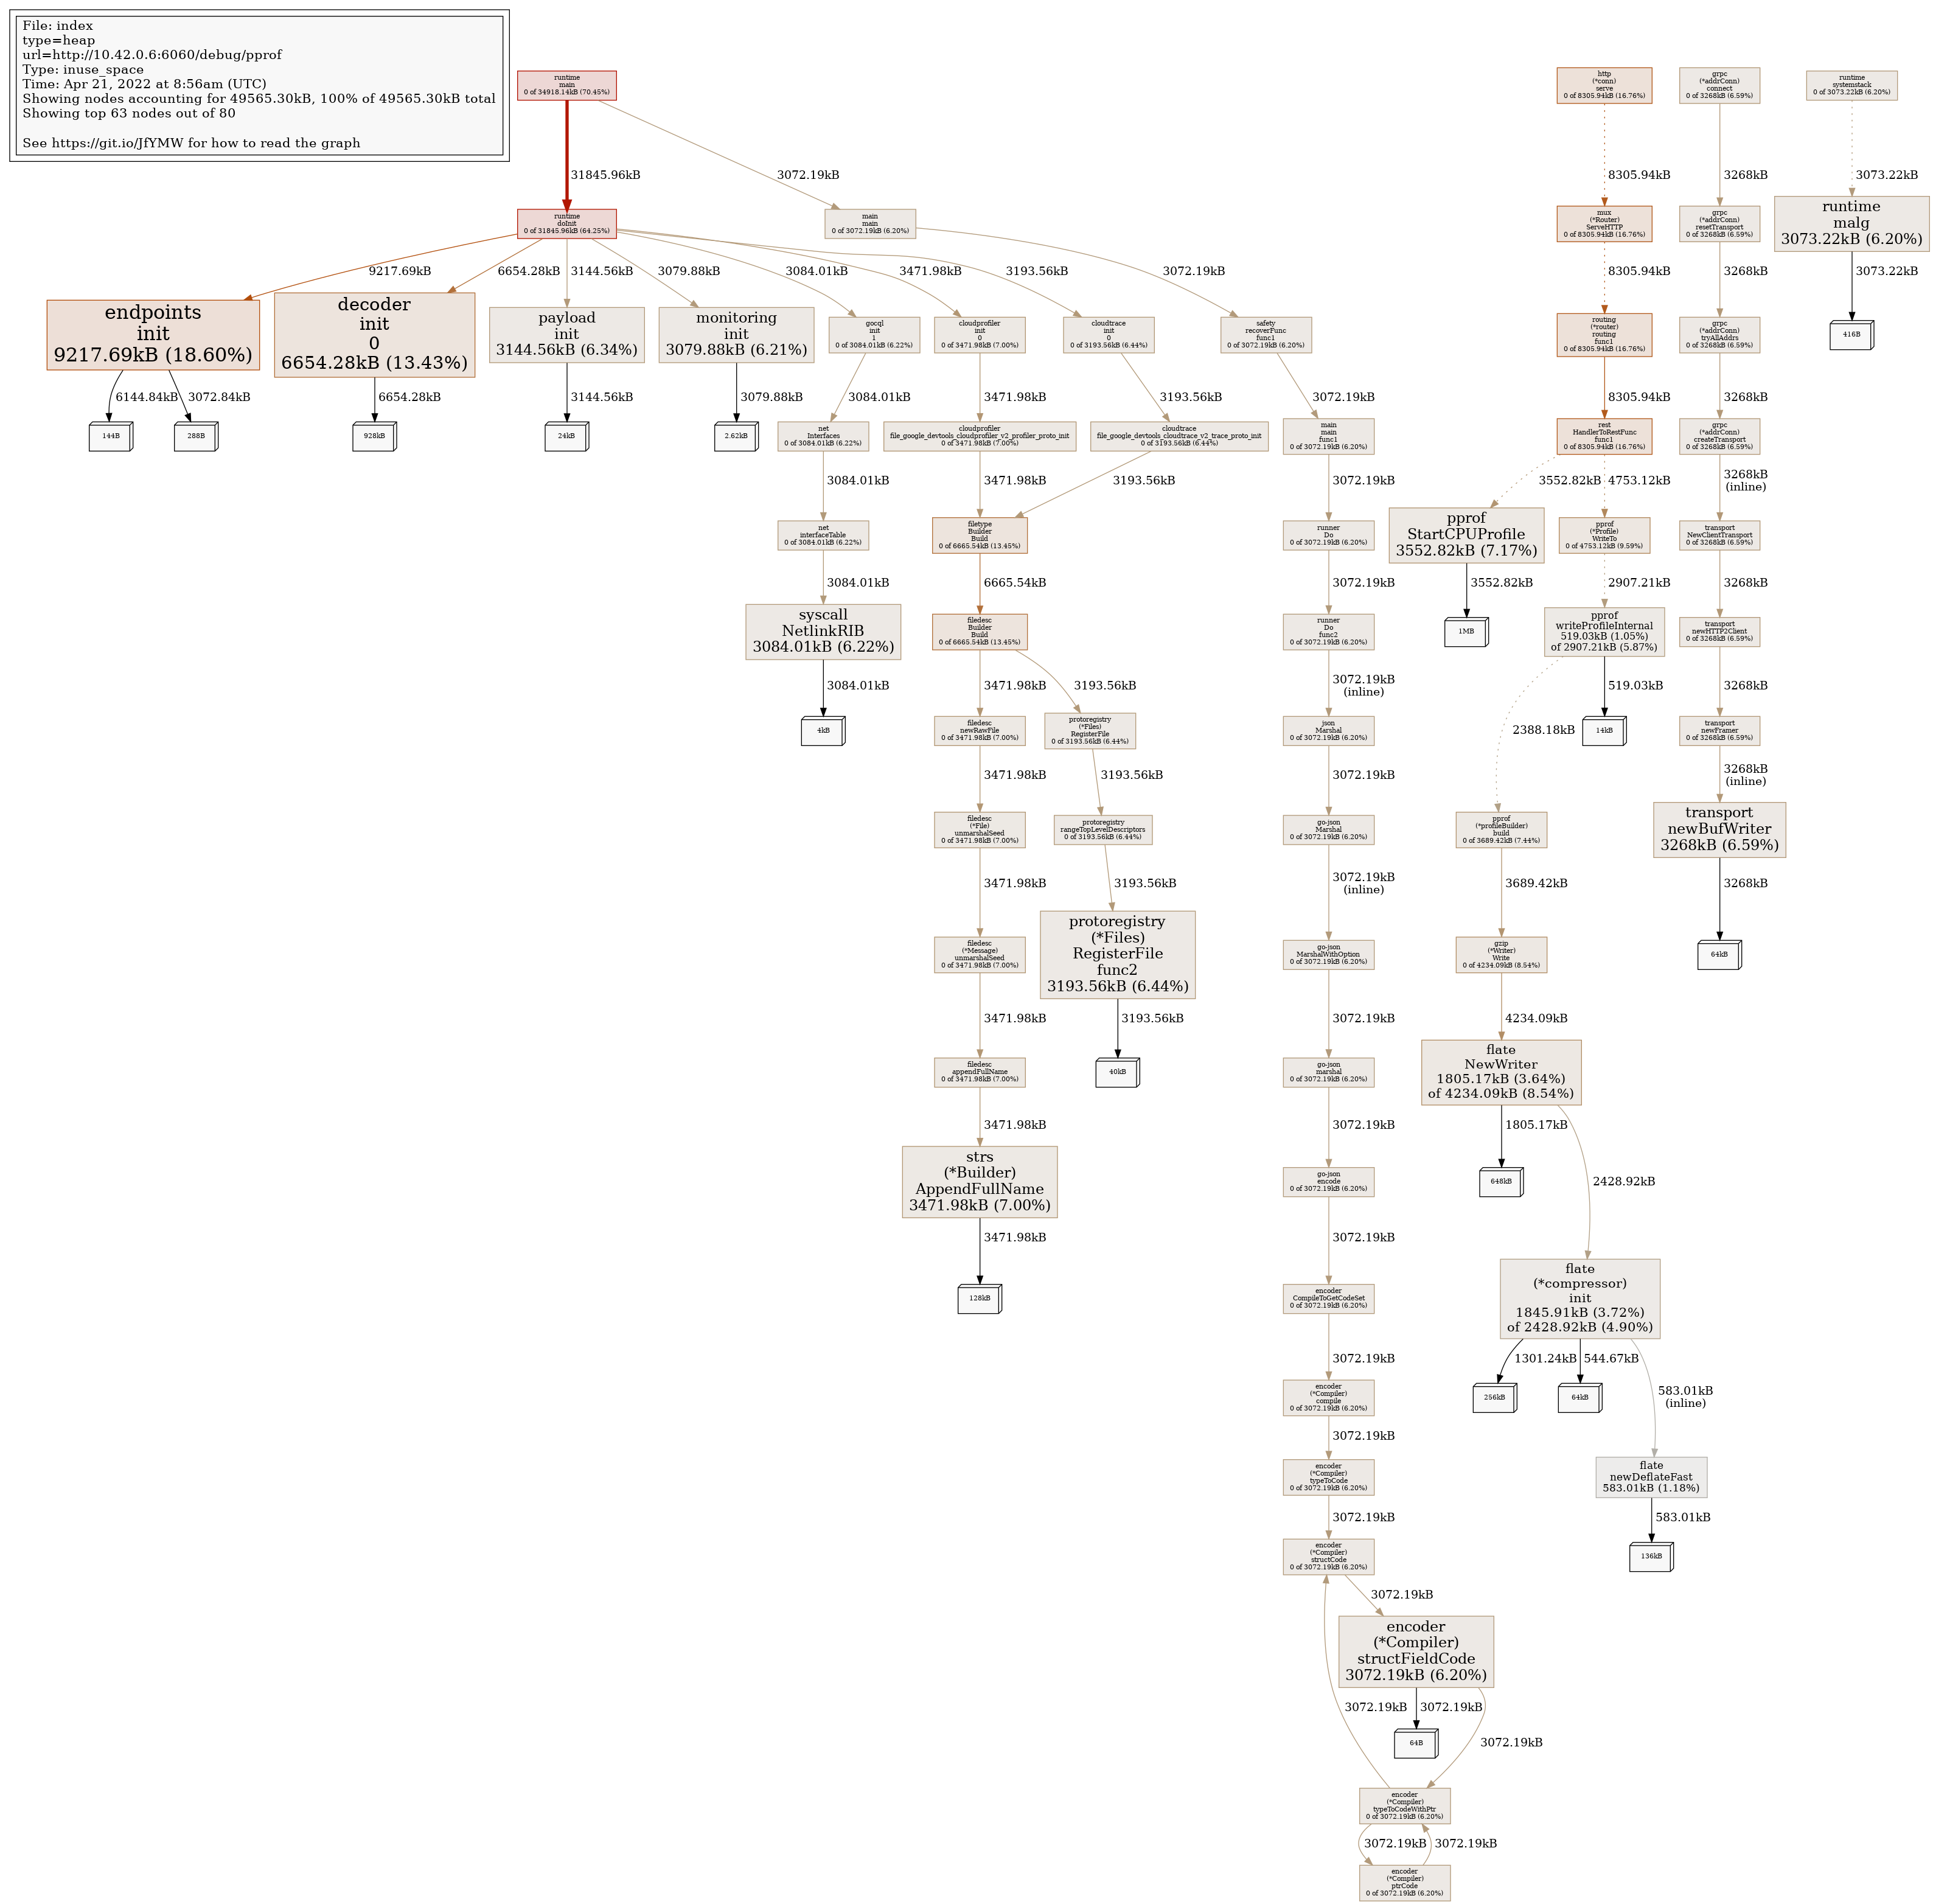 File: index
type=heap
url=http://10.42.0.6:6060/debug/pprof
Type: inuse_space
Time: Apr 21, 2022 at 8:56am (UTC)
Showing nodes accounting for 49565.30kB, 100% of 49565.30kB total
Showing top 63 nodes out of 80
See https://git.io/JfYMW for how to read the graph
runtime
main
0 of 34918.14kB (70.45%)
http
(*conn)
serve
0 of 8305.94kB (16.76%)
grpc
(*addrConn)
connect
0 of 3268kB (6.59%)
runtime
systemstack
0 of 3073.22kB (6.20%)
31845.96kB
3072.19kB
8305.94kB
3268kB
3073.22kB
runtime
doInit
0 of 31845.96kB (64.25%)
main
main
0 of 3072.19kB (6.20%)
mux
(*Router)
ServeHTTP
0 of 8305.94kB (16.76%)
grpc
(*addrConn)
resetTransport
0 of 3268kB (6.59%)
runtime
malg
3073.22kB (6.20%)
9217.69kB
6654.28kB
3144.56kB
3079.88kB
3084.01kB
3471.98kB
3193.56kB
3072.19kB
8305.94kB
3268kB
3073.22kB
endpoints
init
9217.69kB (18.60%)
decoder
init
0
6654.28kB (13.43%)
payload
init
3144.56kB (6.34%)
monitoring
init
3079.88kB (6.21%)
gocql
init
1
0 of 3084.01kB (6.22%)
cloudprofiler
init
0
0 of 3471.98kB (7.00%)
cloudtrace
init
0
0 of 3193.56kB (6.44%)
safety
recoverFunc
func1
0 of 3072.19kB (6.20%)
routing
(*router)
routing
func1
0 of 8305.94kB (16.76%)
grpc
(*addrConn)
tryAllAddrs
0 of 3268kB (6.59%)
416B
6144.84kB
3072.84kB
6654.28kB
3144.56kB
3079.88kB
3084.01kB
3471.98kB
3193.56kB
3072.19kB
8305.94kB
3268kB
144B
288B
928kB
24kB
2.62kB
net
Interfaces
0 of 3084.01kB (6.22%)
cloudprofiler
file_google_devtools_cloudprofiler_v2_profiler_proto_init
0 of 3471.98kB (7.00%)
cloudtrace
file_google_devtools_cloudtrace_v2_trace_proto_init
0 of 3193.56kB (6.44%)
main
main
func1
0 of 3072.19kB (6.20%)
rest
HandlerToRestFunc
func1
0 of 8305.94kB (16.76%)
grpc
(*addrConn)
createTransport
0 of 3268kB (6.59%)
3084.01kB
3471.98kB
3193.56kB
3072.19kB
3552.82kB
4753.12kB
3268kB
(inline)
net
interfaceTable
0 of 3084.01kB (6.22%)
filetype
Builder
Build
0 of 6665.54kB (13.45%)
runner
Do
0 of 3072.19kB (6.20%)
pprof
StartCPUProfile
3552.82kB (7.17%)
pprof
(*Profile)
WriteTo
0 of 4753.12kB (9.59%)
transport
NewClientTransport
0 of 3268kB (6.59%)
3084.01kB
6665.54kB
3072.19kB
3552.82kB
2907.21kB
3268kB
syscall
NetlinkRIB
3084.01kB (6.22%)
filedesc
Builder
Build
0 of 6665.54kB (13.45%)
runner
Do
func2
0 of 3072.19kB (6.20%)
1MB
pprof
writeProfileInternal
519.03kB (1.05%)
of 2907.21kB (5.87%)
transport
newHTTP2Client
0 of 3268kB (6.59%)
3084.01kB
3471.98kB
3193.56kB
3072.19kB
(inline)
2388.18kB
519.03kB
3268kB
4kB
filedesc
newRawFile
0 of 3471.98kB (7.00%)
protoregistry
(*Files)
RegisterFile
0 of 3193.56kB (6.44%)
json
Marshal
0 of 3072.19kB (6.20%)
14kB
transport
newFramer
0 of 3268kB (6.59%)
3471.98kB
3193.56kB
3072.19kB
3268kB
(inline)
filedesc
(*File)
unmarshalSeed
0 of 3471.98kB (7.00%)
protoregistry
rangeTopLevelDescriptors
0 of 3193.56kB (6.44%)
go-json
Marshal
0 of 3072.19kB (6.20%)
pprof
(*profileBuilder)
build
0 of 3689.42kB (7.44%)
transport
newBufWriter
3268kB (6.59%)
3471.98kB
3193.56kB
3072.19kB
(inline)
3689.42kB
3268kB
filedesc
(*Message)
unmarshalSeed
0 of 3471.98kB (7.00%)
protoregistry
(*Files)
RegisterFile
func2
3193.56kB (6.44%)
go-json
MarshalWithOption
0 of 3072.19kB (6.20%)
gzip
(*Writer)
Write
0 of 4234.09kB (8.54%)
64kB
3471.98kB
3193.56kB
3072.19kB
4234.09kB
filedesc
appendFullName
0 of 3471.98kB (7.00%)
40kB
go-json
marshal
0 of 3072.19kB (6.20%)
flate
NewWriter
1805.17kB (3.64%)
of 4234.09kB (8.54%)
3471.98kB
3072.19kB
1805.17kB
2428.92kB
strs
(*Builder)
AppendFullName
3471.98kB (7.00%)
go-json
encode
0 of 3072.19kB (6.20%)
648kB
3471.98kB
3072.19kB
128kB
encoder
CompileToGetCodeSet
0 of 3072.19kB (6.20%)
flate
(*compressor)
init
1845.91kB (3.72%)
of 2428.92kB (4.90%)
3072.19kB
1301.24kB
544.67kB
583.01kB
(inline)
encoder
(*Compiler)
compile
0 of 3072.19kB (6.20%)
256kB
64kB
3072.19kB
encoder
(*Compiler)
typeToCode
0 of 3072.19kB (6.20%)
flate
newDeflateFast
583.01kB (1.18%)
3072.19kB
583.01kB
encoder
(*Compiler)
structCode
0 of 3072.19kB (6.20%)
136kB
3072.19kB
encoder
(*Compiler)
structFieldCode
3072.19kB (6.20%)
3072.19kB
3072.19kB
3072.19kB
64B
encoder
(*Compiler)
typeToCodeWithPtr
0 of 3072.19kB (6.20%)
3072.19kB
3072.19kB
encoder
(*Compiler)
ptrCode
0 of 3072.19kB (6.20%)